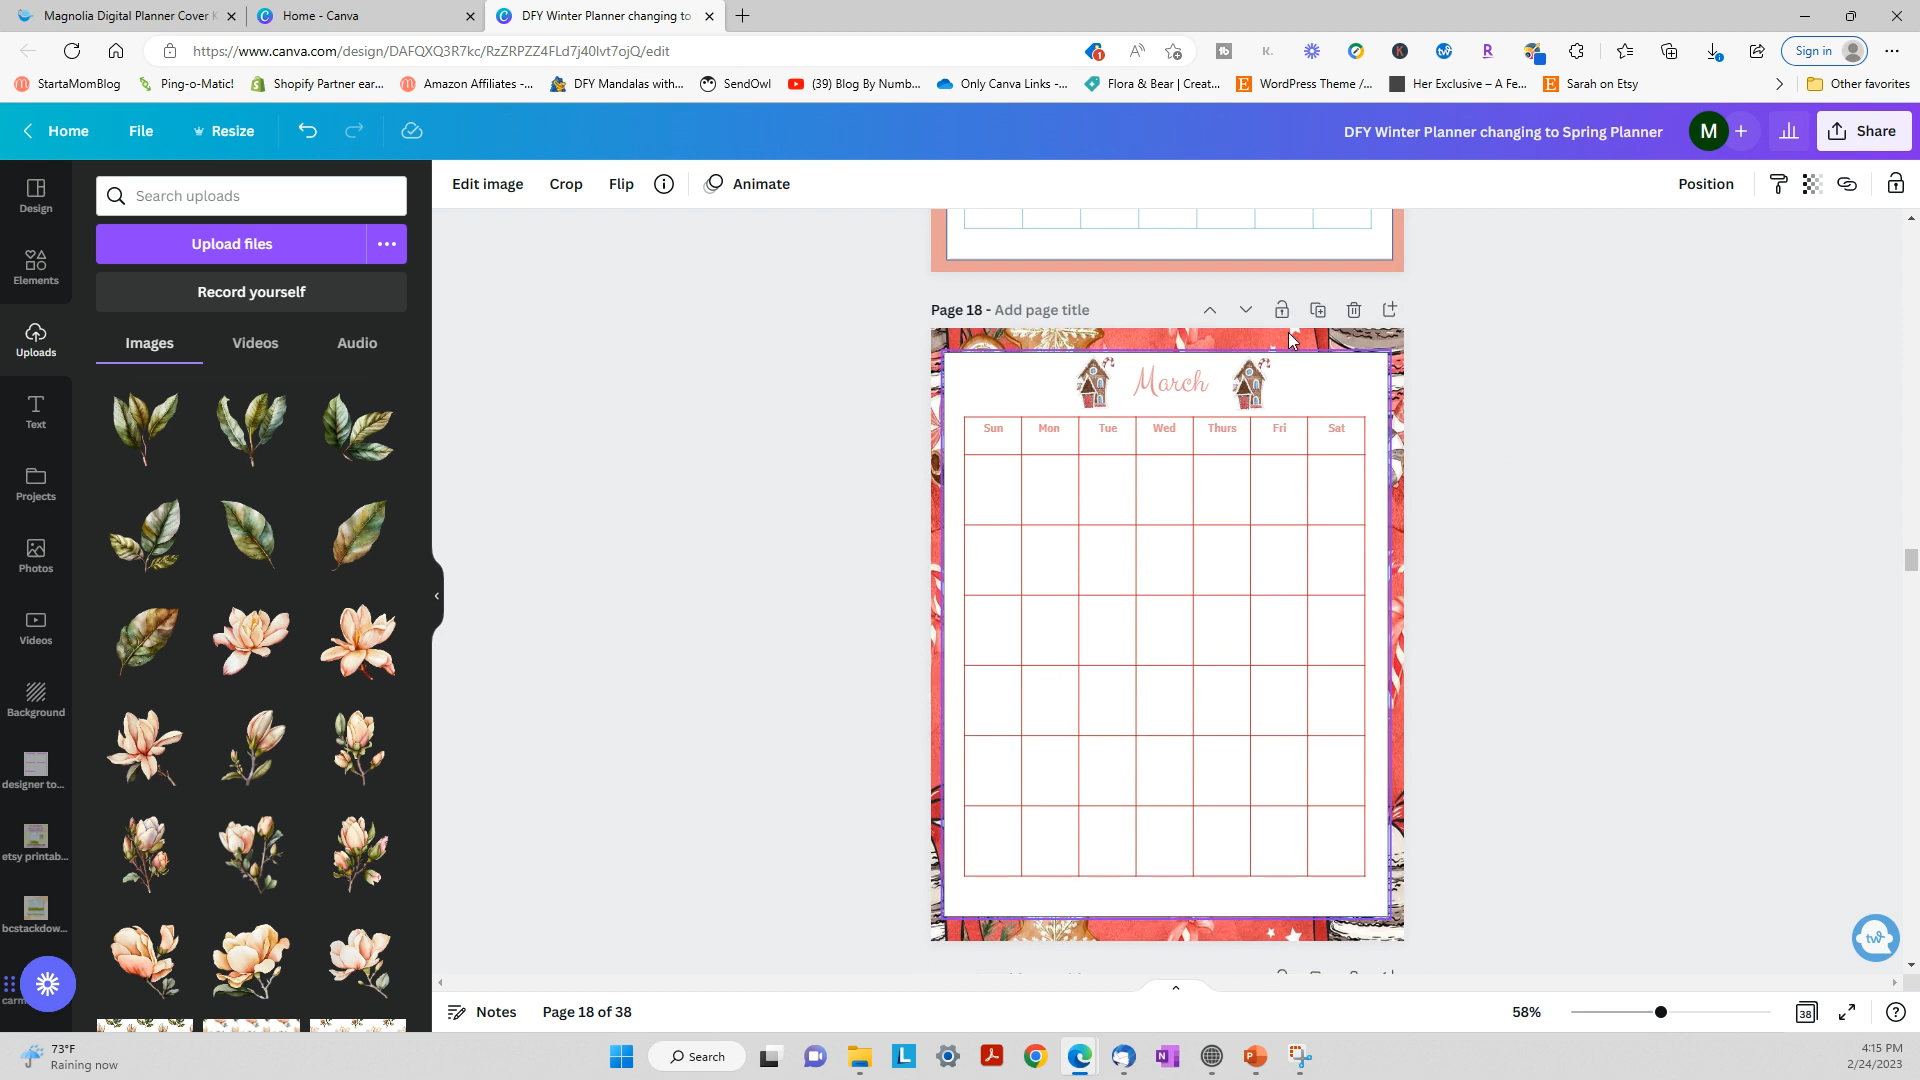 Magnolia Digital Planner Cover K
Home - Canva
DFY Winter Planner changing to
https://www.canva.com/design/DAFQXQ3R7kc/RzZRPZZ4FLd7j40lvt7ojQ/edit
Sign in
StartaMomBlog
Ping-o-Matic!
Shopify Partner ear...
Amazon Affiliates -...
DFY Mandalas with...
SendOwl
(39) Blog By Numb...
Only Canva Links -...
Flora & Bear | Creat...
WordPress Theme /...
Her Exclusive – A Fe...
Sarah on Etsy
Other favorites
Home
File
Resize
DFY Winter Planner changing to Spring Planner
M
Share
Design
Elements
Uploads
Text
Projects
Photos
Videos
Background
designer to...
etsy printab...
bcstackdow...
carm
Search uploads
Upload files
Record yourself
Images
Videos
Audio
Edit image
Crop
Flip
Animate
Position
Page 18 - Add page title
March
Sun Mon Tue Wed Thurs Fri Sat
Notes
Page 18 of 38
58%
38
73°F
Raining now
Search
4:15 PM
2/24/2023